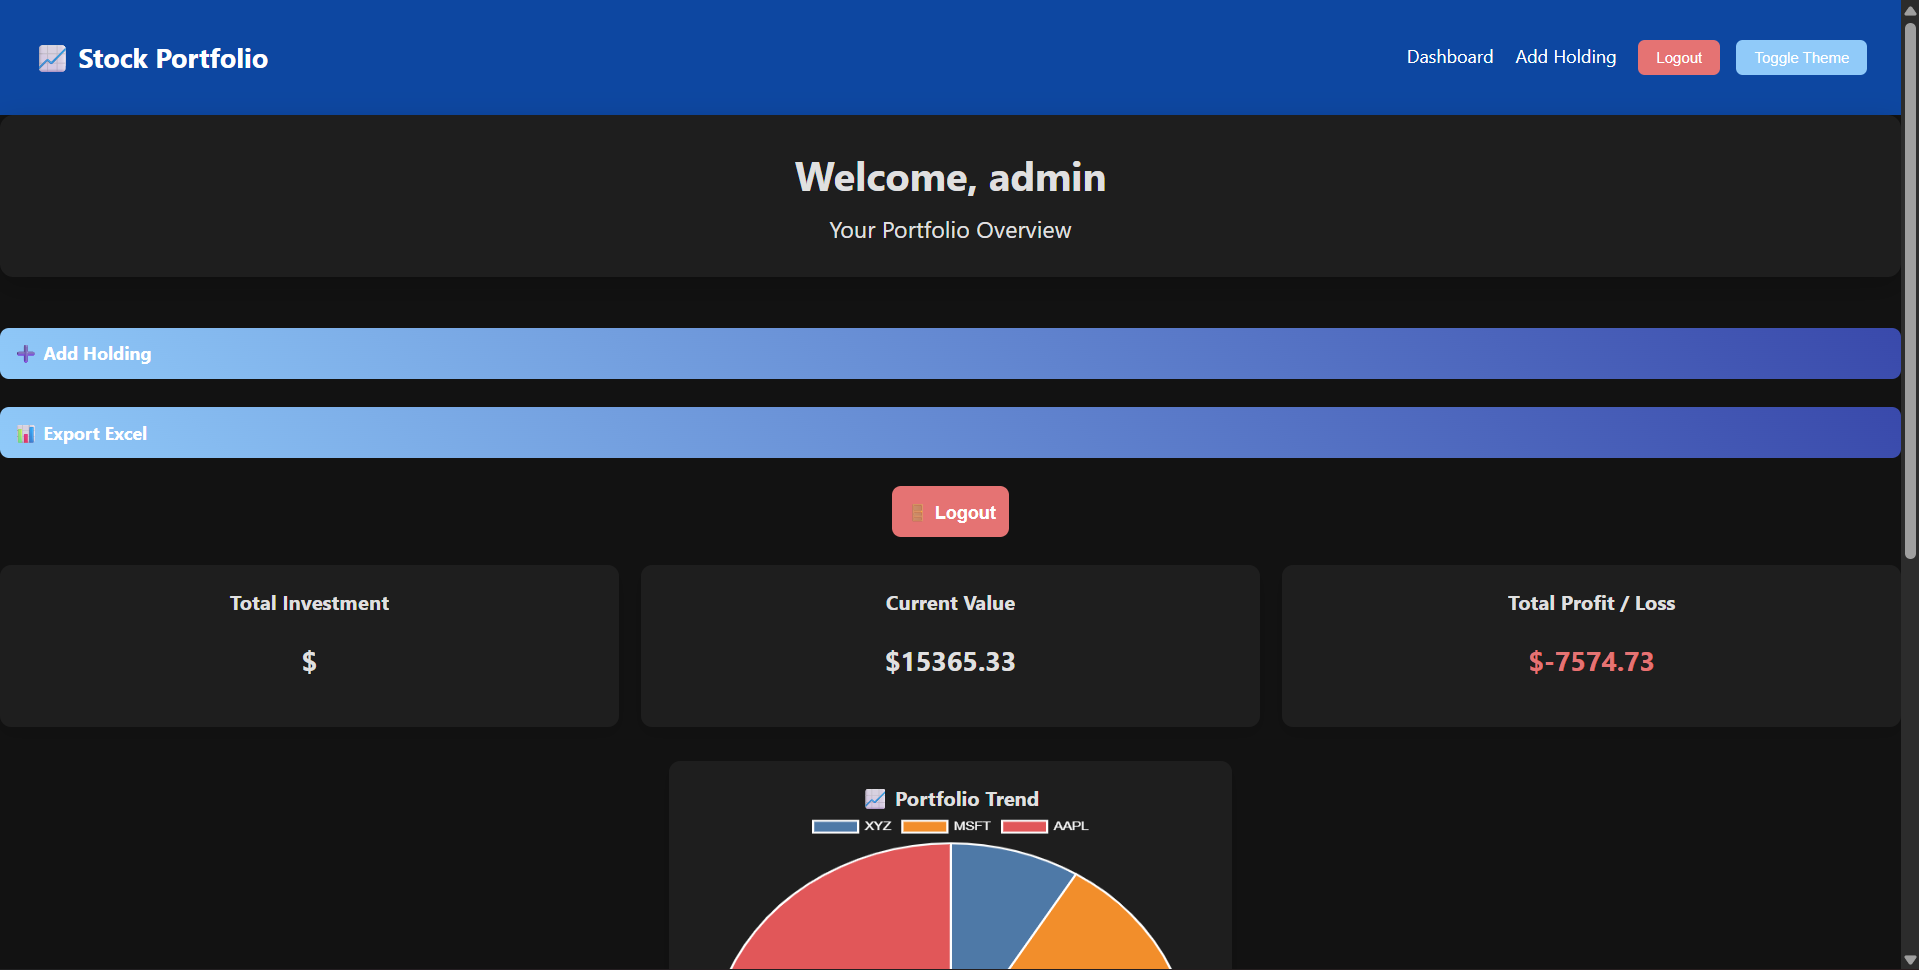 Stock Portfolio
Dashboard Add Holding Logout Toggle Theme
Welcome, admin
Your Portfolio Overview
Add Holding
Export Excel
Logout
Total Investment
$
Current Value
$15365.33
Total Profit / Loss
$-7574.73
Portfolio Trend
XYZ MSFT AAPL